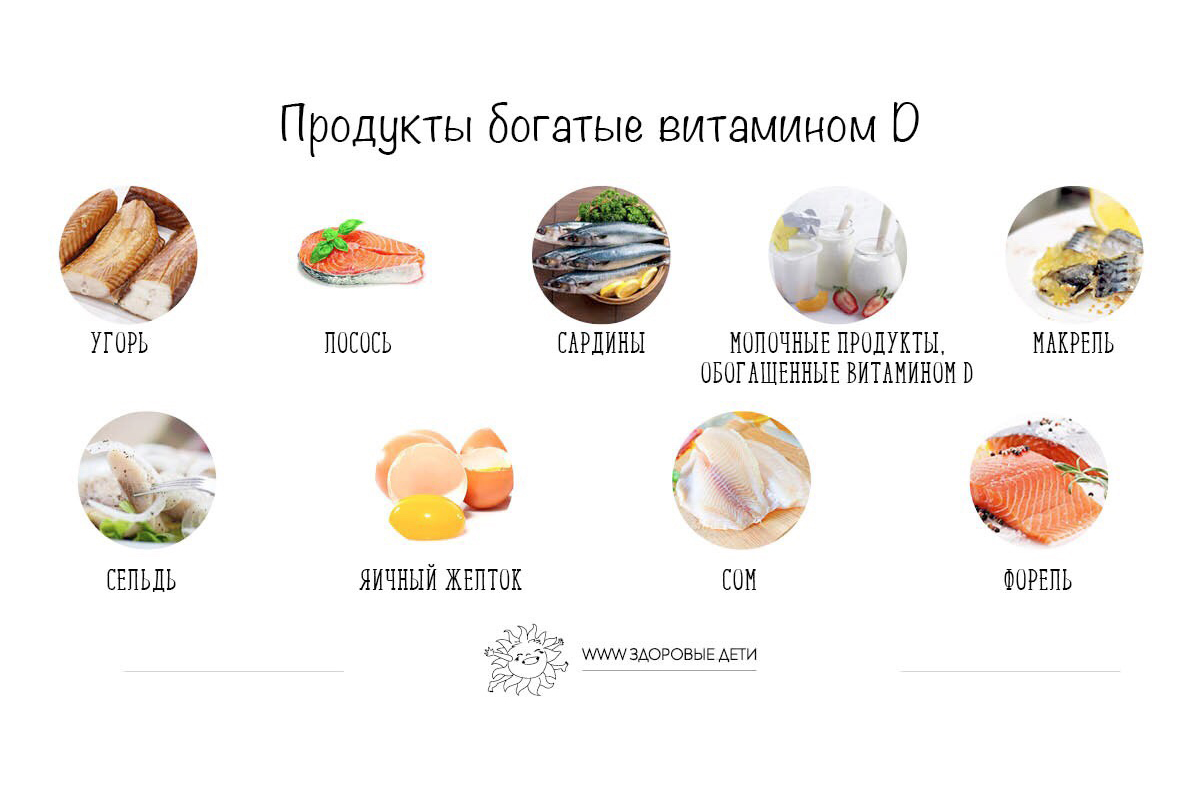 Продукты богатые витамином D
УГОРЬ
ЛОСОСЬ
САРДИНЫ
МОЛОЧНЫЕ ПРОДУКТЫ,
ОБОГАЩЕННЫЕ ВИТАМИНОМ D
МАКРЕЛЬ
СЕЛЬДЬ
ЯИЧНЫЙ ЖЕЛТОК
СОМ
ФОРЕЛЬ
WWW ЗДОРОВЫЕ ДЕТИ